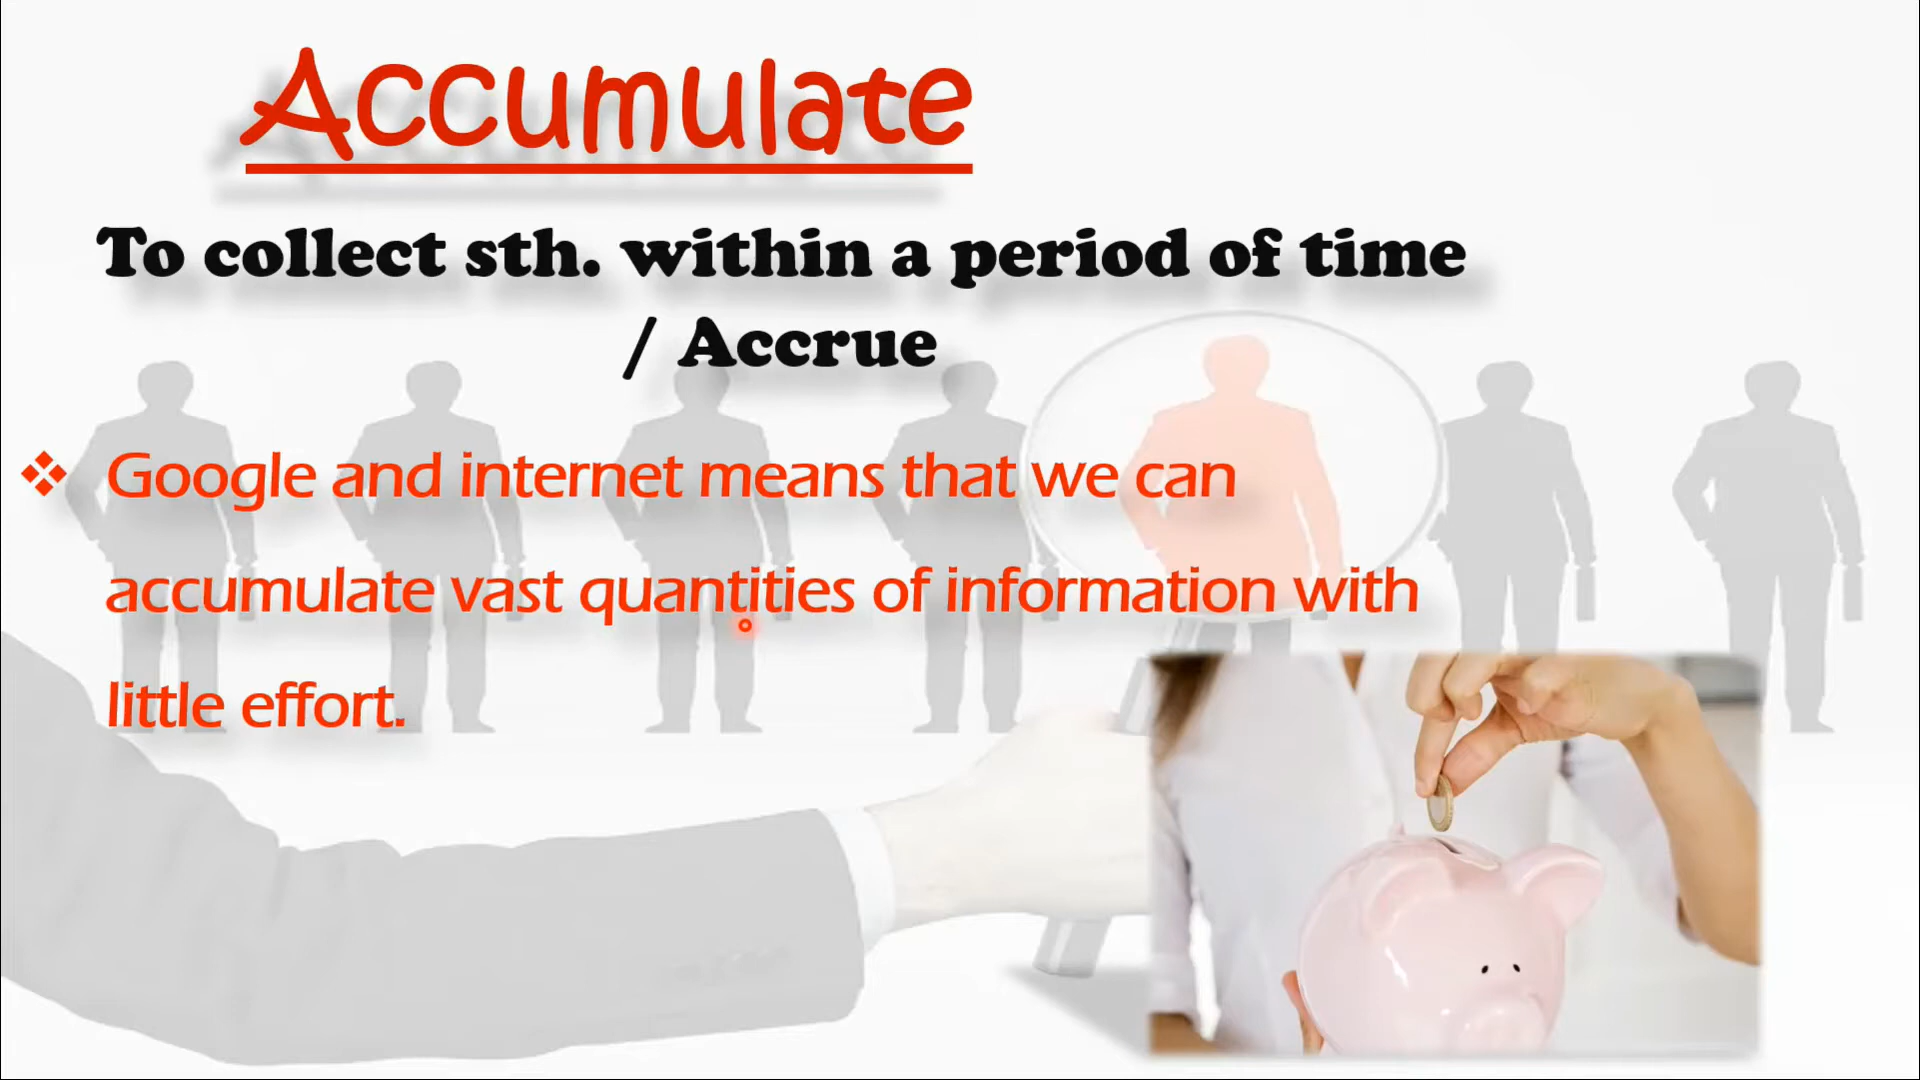 Accumulate
To collect sth. within a period of time
/ Accrue
Google and internet means that we can
accumulate vast quantities of information with
little effort.